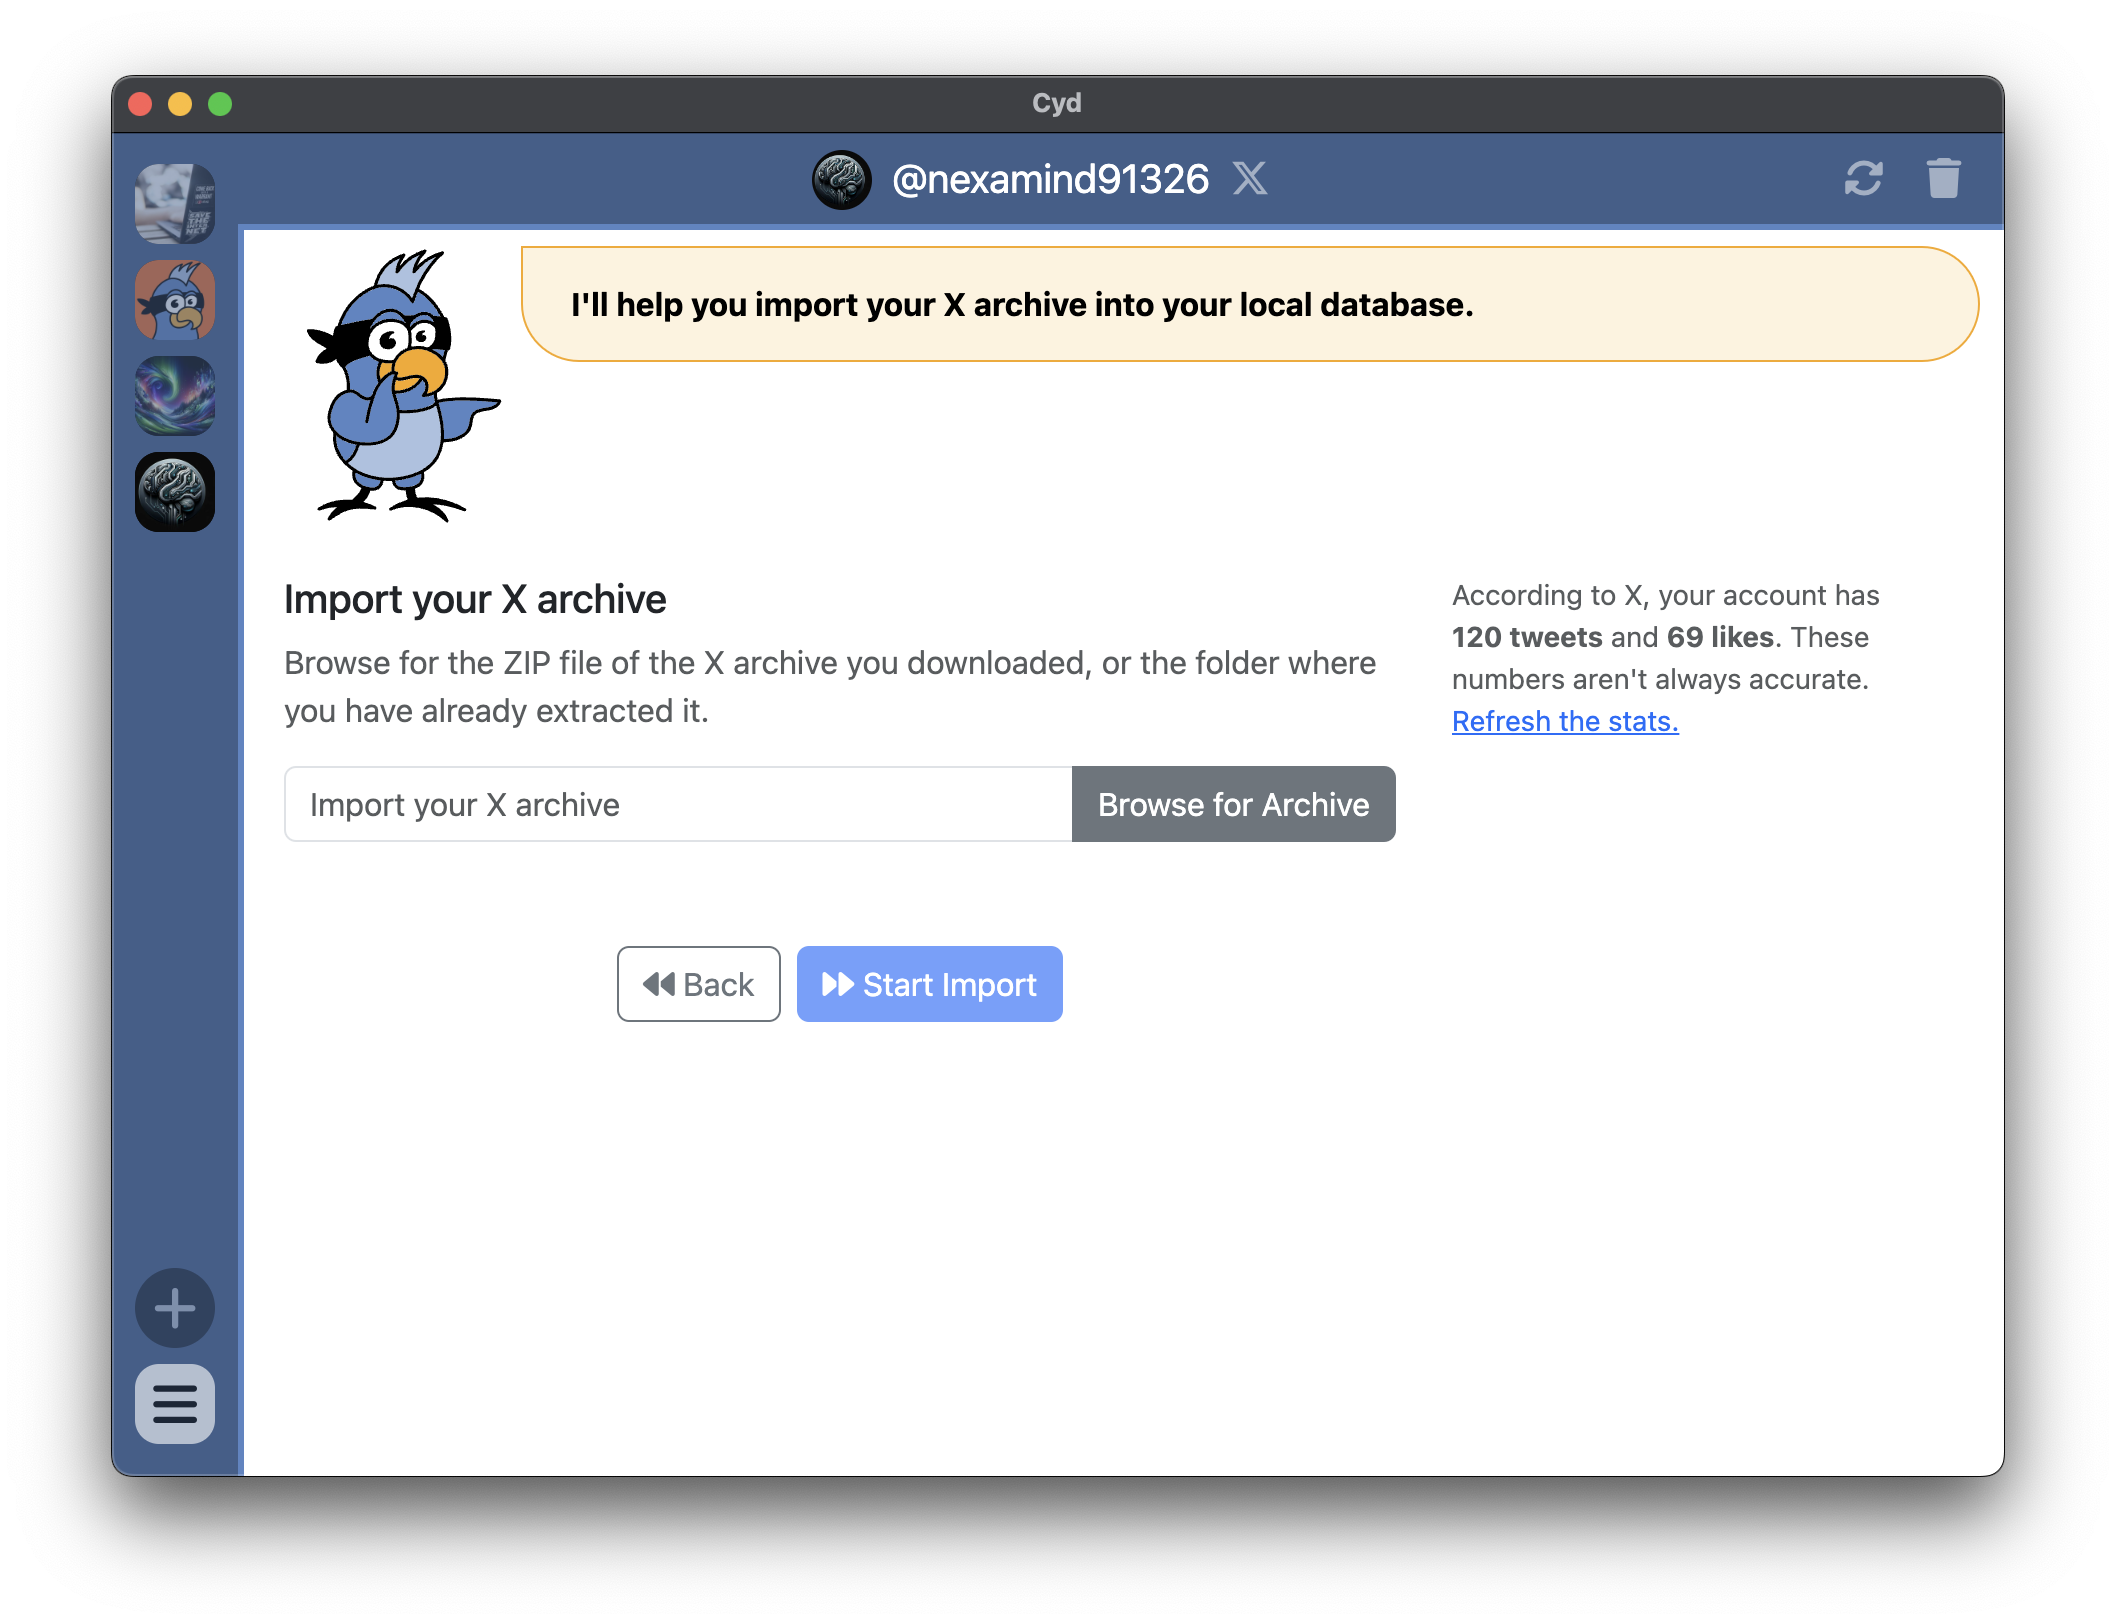 Cyd
@nexamind91326 X
I'll help you import your X archive into your local database.
Import your X archive
Browse for the ZIP file of the X archive you downloaded, or the folder where
you have already extracted it.
Import your X archive
Browse for Archive
Back
Start Import
According to X, your account has
120 tweets and 69 likes. These
numbers aren't always accurate.
Refresh the stats.